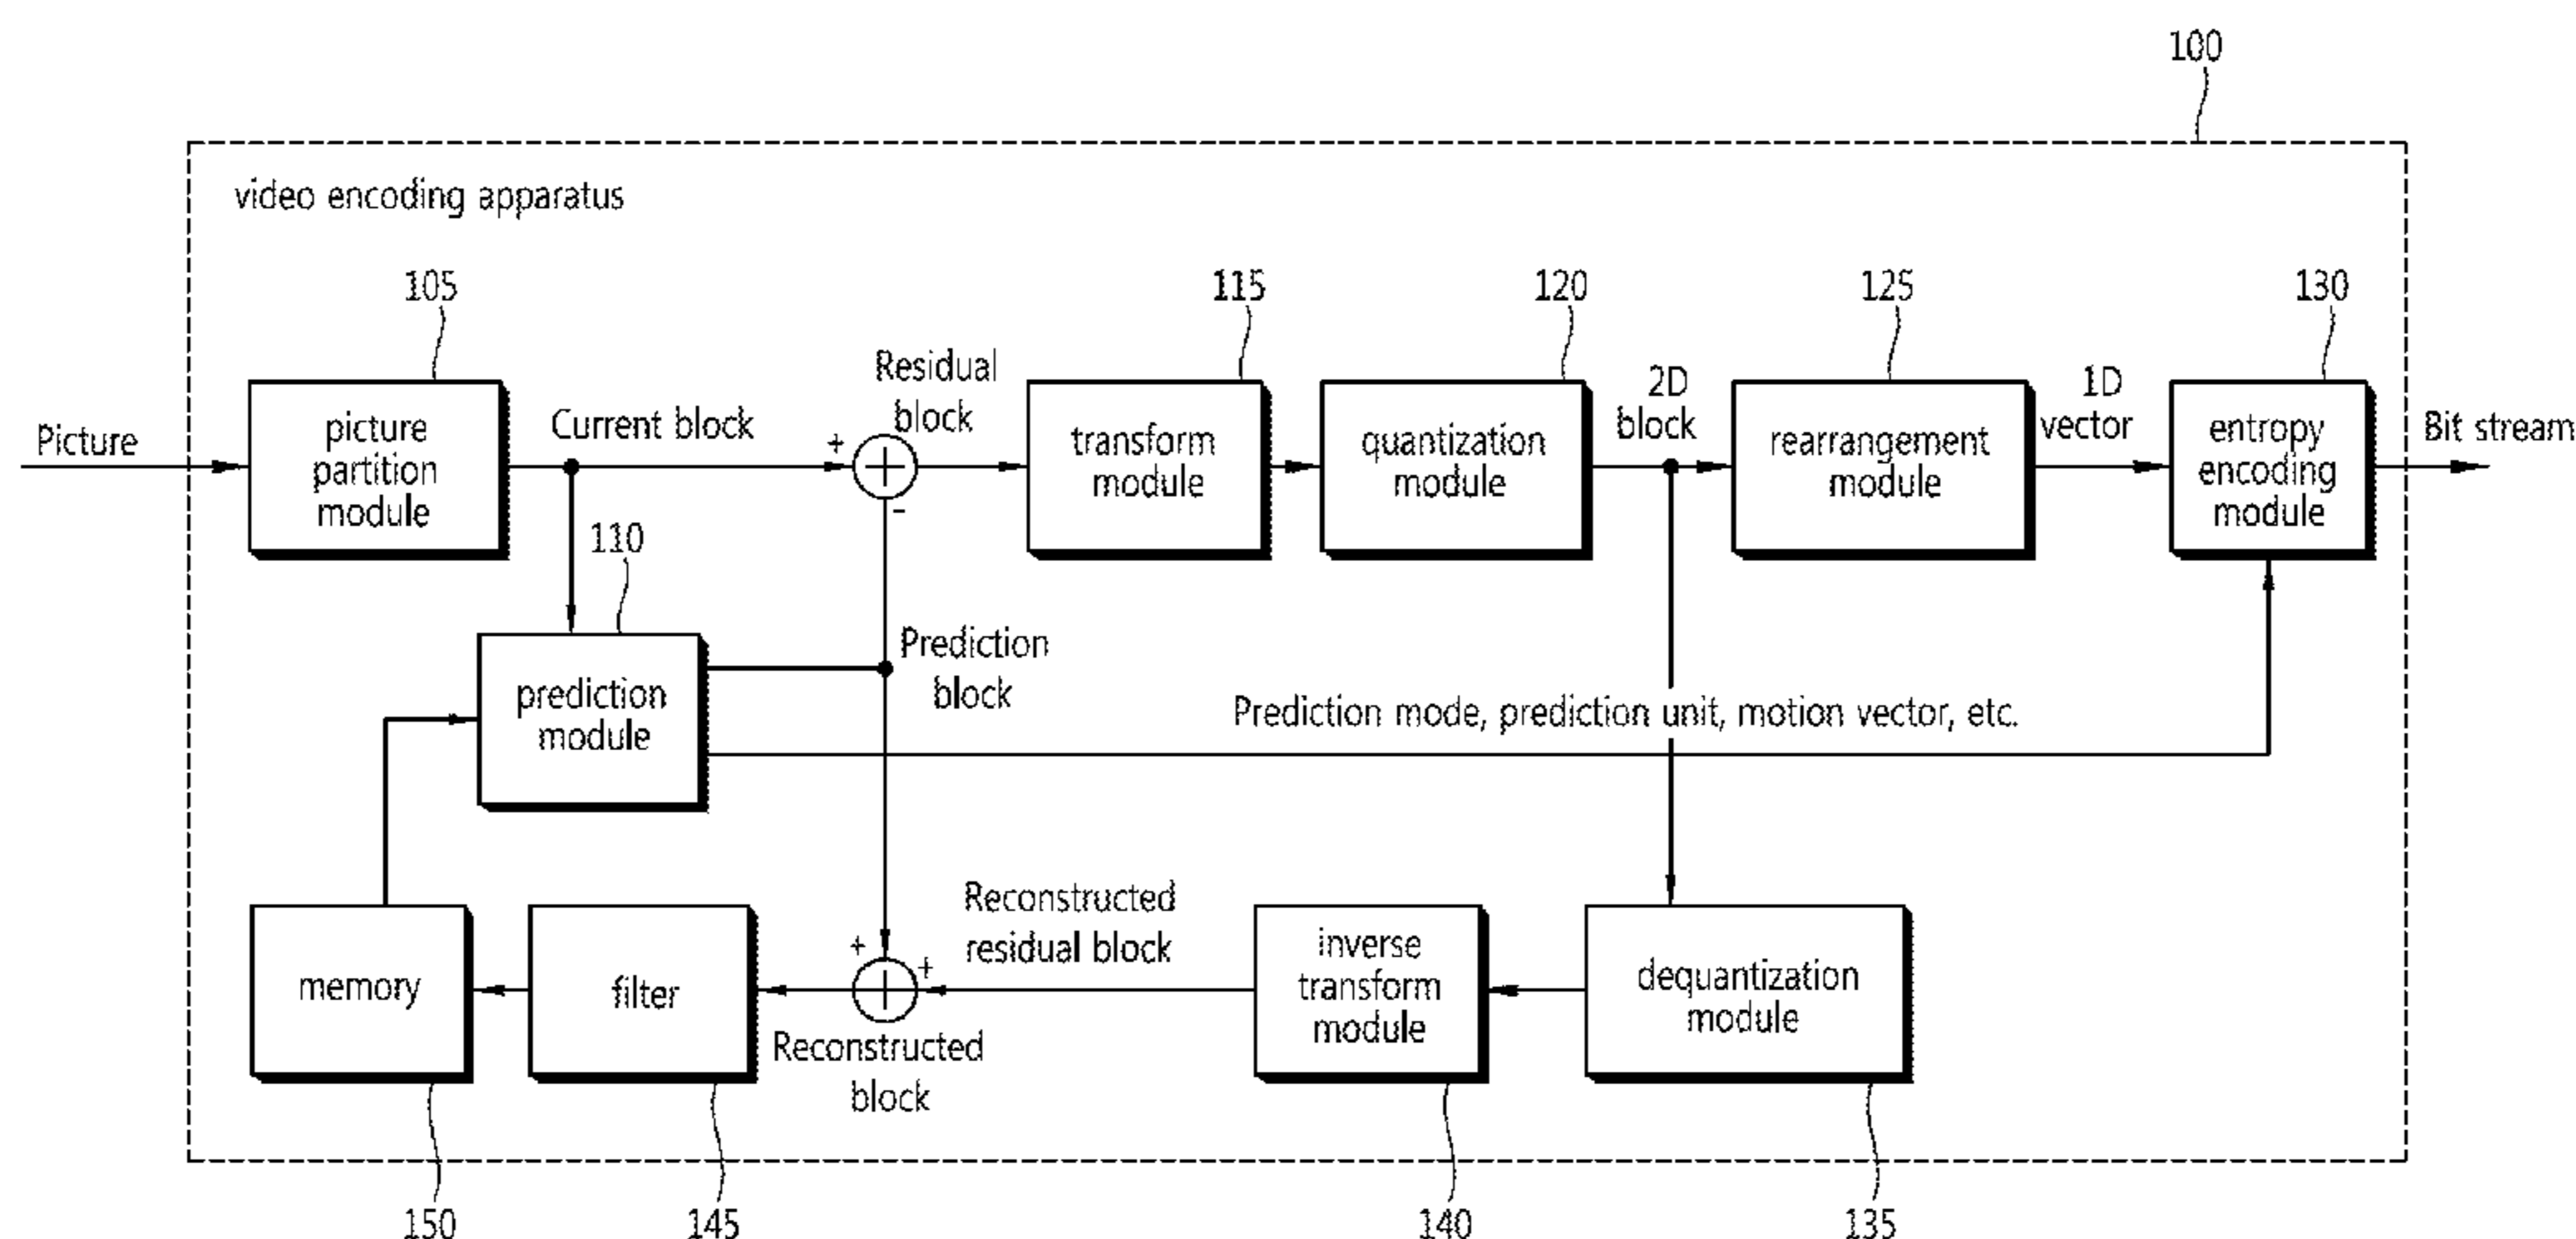 100
video encoding apparatus
105
115
120
125
130
Picture
picture
partition
module
Current block
+
-
Residual
block
transform
module
quantization
module
2D
block
rearrangement
module
1D
vector
entropy
encoding
module
Bit stream
110
prediction
module
Prediction
block
Prediction mode, prediction unit, motion vector, etc.
memory
filter
+
+
Reconstructed
block
Reconstructed
residual block
inverse
transform
module
dequantization
module
150
145
140
135